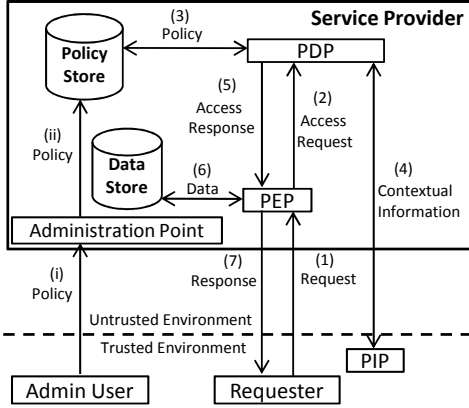 Service Provider
(3)
Policy
Policy
Store
PDP
(5)
Access
Response
(2)
Access
Request
(ii)
Policy
Data
Store
(6)
Data
(4)
Contextual
Information
PEP
Administration Point
(i)
Policy
(7)
Response
(1)
Request
Untrusted Environment
Trusted Environment
PIP
Admin User
Requester